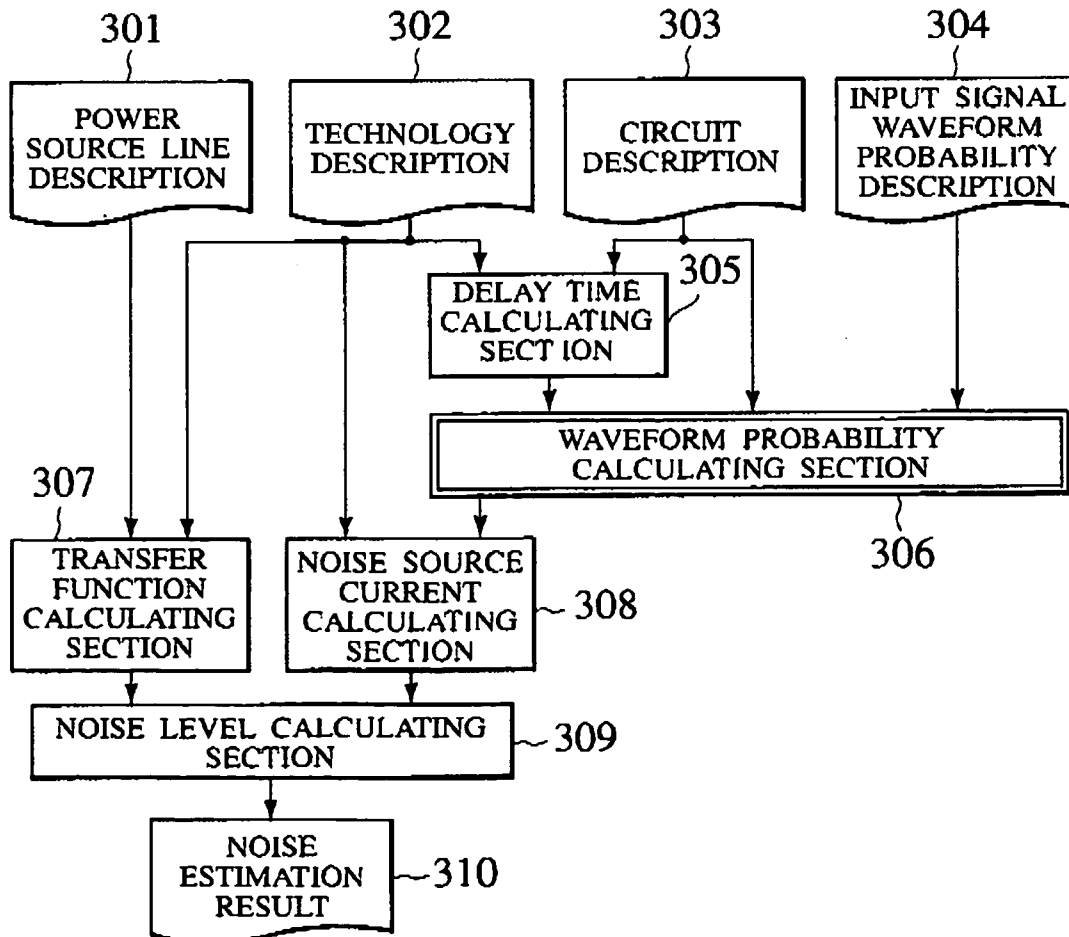 301
302
303
304
POWER
SOURCE LINE
DESCRIPTION
TECHNOLOGY
DESCRIPTION
CIRCUIT
DESCRIPTION
INPUT SIGNAL
WAVEFORM
PROBABILITY
DESCRIPTION
305
DELAY TIME
CALCULATING
SECTION
WAVEFORM PROBABILITY
CALCULATING SECTION
306
307
TRANSFER
FUNCTION
CALCULATING
SECTION
NOISE SOURCE
CURRENT
CALCULATING
SECTION
308
NOISE LEVEL CALCULATING
SECTION
309
NOISE
ESTIMATION
RESULT
310